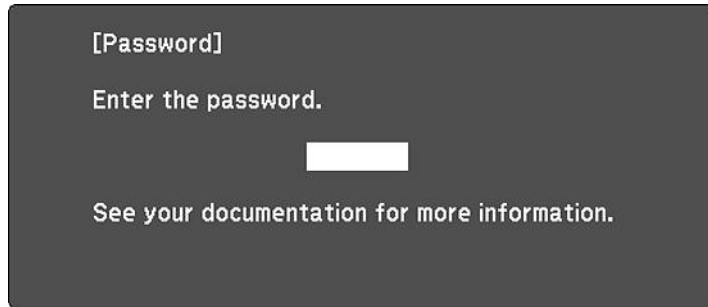 [Password]
Enter the password.
See your documentation for more information.